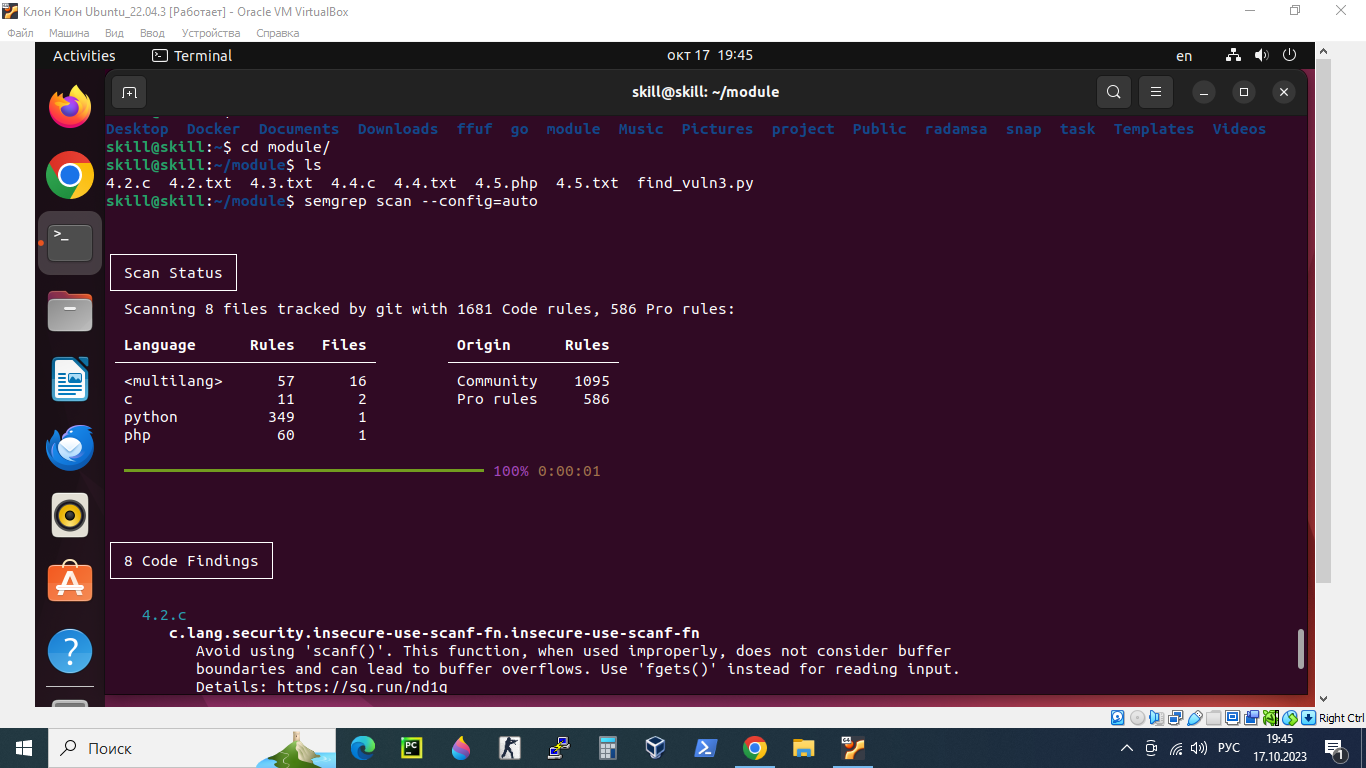 Клон Клон Ubuntu_22.04.3 [Работает] - Oracle VM VirtualBox
Файл Машина Вид Ввод Устройства Справка
Activities Terminal окт 17 19:45 en
skill@skill: ~/module
Desktop Docker Documents Downloads ffuf go module Music Pictures project Public radamsa snap task Templates Videos
skill@skill:~$ cd module/
skill@skill:~/module$ ls
4.2.c 4.2.txt 4.3.txt 4.4.c 4.4.txt 4.5.php 4.5.txt find_vuln3.py
skill@skill:~/module$ semgrep scan --config=auto
Scan Status
Scanning 8 files tracked by git with 1681 Code rules, 586 Pro rules:
Language Rules Files Origin Rules
<multilang> 57 16 Community 1095
c 11 2 Pro rules 586
python 349 1
php 60 1
100% 0:00:01
8 Code Findings
4.2.c
c.lang.security.insecure-use-scanf-fn.insecure-use-scanf-fn
Avoid using 'scanf()'. This function, when used improperly, does not consider buffer
boundaries and can lead to buffer overflows. Use 'fgets()' instead for reading input.
Details: https://sg.run/nd1g
Right Ctrl
Поиск
РУС
19:45
17.10.2023
1